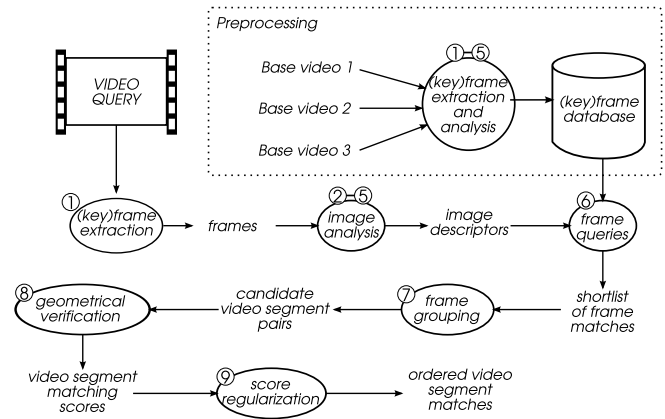 Preprocessing
VIDEO
QUERY
Base video 1
Base video 2
Base video 3
1-5
(key)frame
extraction
and
analysis
(key)frame
database
1
(key)frame
extraction
frames
2-5
image
analysis
image
descriptors
6
frame
queries
8
geometrical
verification
candidate
video segment
pairs
7
frame
grouping
shortlist
of frame
matches
video segment
matching
scores
9
score
regularization
ordered video
segment
matches